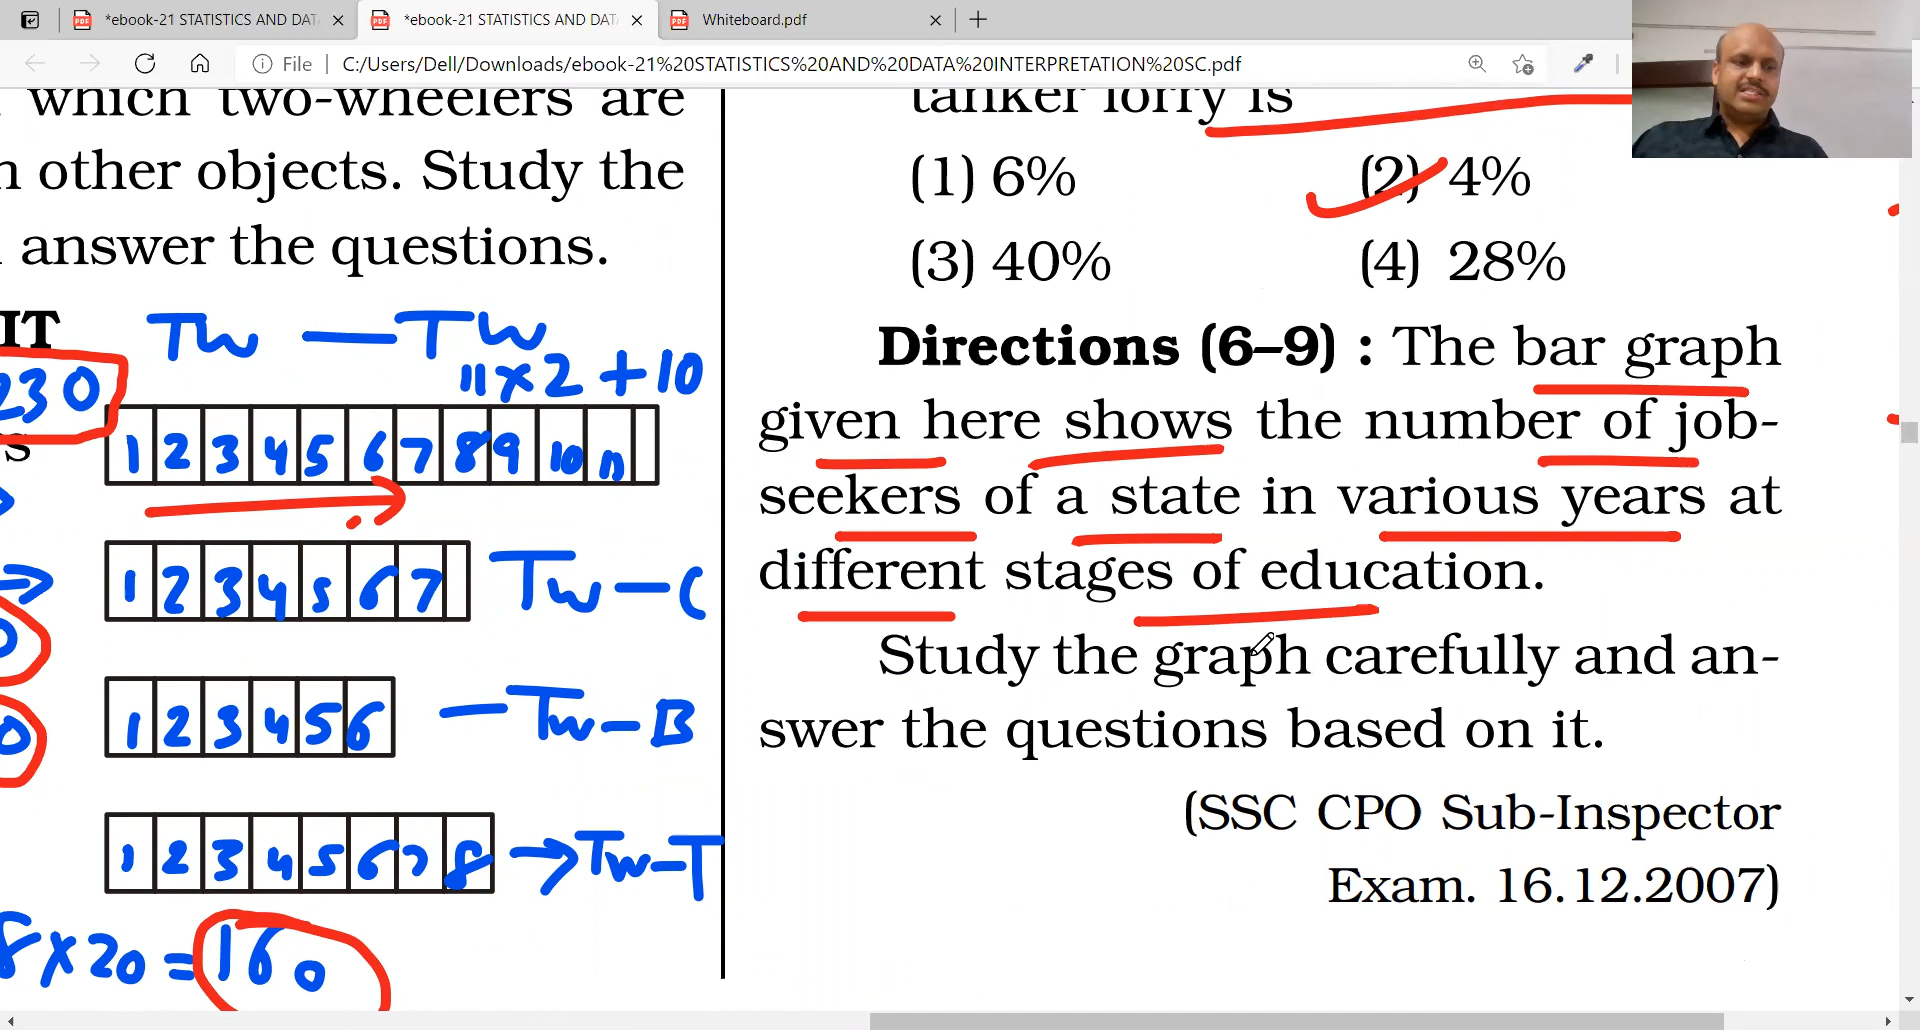 *ebook-21 STATISTICS AND DAT
*ebook-21 STATISTICS AND DAT
Whiteboard.pdf
File
C:/Users/Dell/Downloads/ebook-21%20STATISTICS%20AND%20DATA%20INTERPRETATION%20SC.pdf
which two-wheelers are
n other objects. Study the
answer the questions.
IT
TW — TW
230
11×2+10
1 2 3 4 5 6 7 8 9 10 11
s
1 2 3 4 5 6 7 TW–C
1 2 3 4 5 6 — TW–B
1 2 3 4 5 6 7 8 → TW–T
8×20=160
tanker lorry is
(1) 6% (2) 4%
(3) 40% (4) 28%
Directions (6–9) : The bar graph
given here shows the number of job-
seekers of a state in various years at
different stages of education.
Study the graph carefully and an-
swer the questions based on it.
(SSC CPO Sub-Inspector
Exam. 16.12.2007)